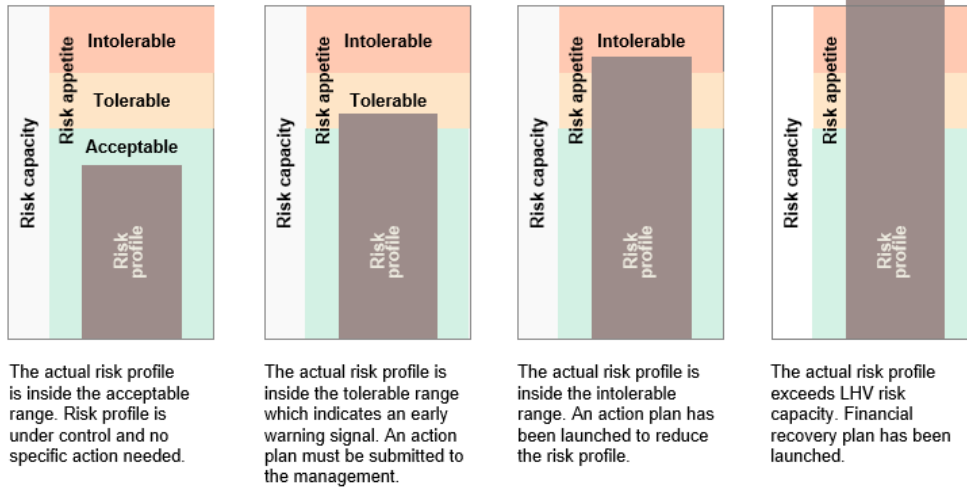 Risk capacity
Risk appetite
Intolerable
Tolerable
Acceptable
Risk
profile
The actual risk profile
is inside the acceptable
range. Risk profile is
under control and no
specific action needed.
Risk capacity
Risk appetite
Intolerable
Tolerable
Risk
profile
The actual risk profile is
inside the tolerable range
which indicates an early
warning signal. An action
plan must be submitted to
the management.
Risk capacity
Risk appetite
Intolerable
Risk
profile
The actual risk profile is
inside the intolerable
range. An action plan has
been launched to reduce
the risk profile.
Risk capacity
Risk appetite
Risk
profile
The actual risk profile
exceeds LHV risk
capacity. Financial
recovery plan has been
launched.